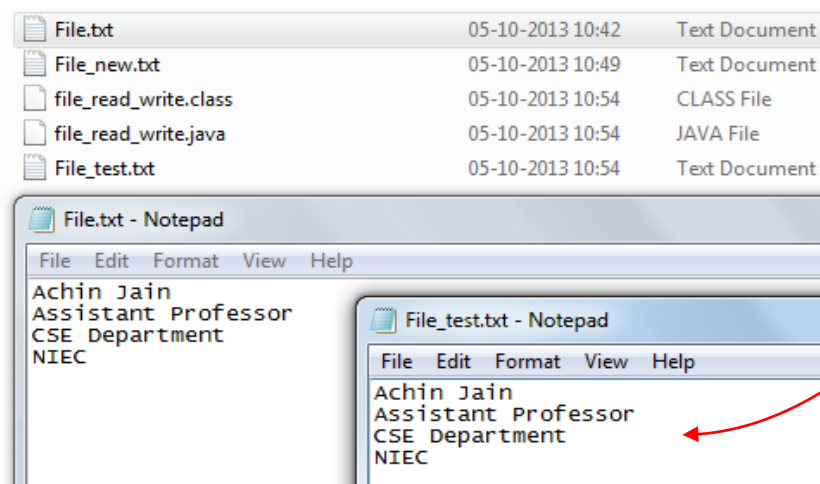 File.txt 05-10-2013 10:42 Text Document
File_new.txt 05-10-2013 10:49 Text Document
file_read_write.class 05-10-2013 10:54 CLASS File
file_read_write.java 05-10-2013 10:54 JAVA File
File_test.txt 05-10-2013 10:54 Text Document
File.txt - Notepad
File Edit Format View Help
Achin Jain
Assistant Professor
CSE Department
NIEC
File_test.txt - Notepad
File Edit Format View Help
Achin Jain
Assistant Professor
CSE Department
NIEC